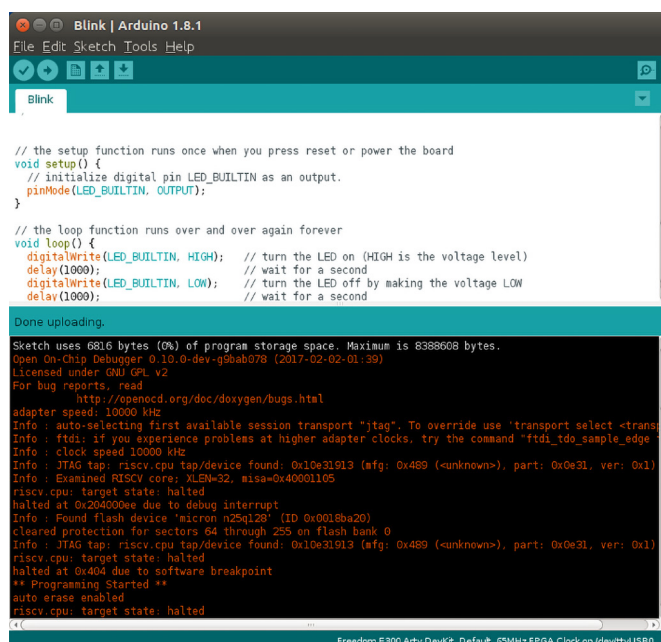 Blink | Arduino 1.8.1
File Edit Sketch Tools Help
Blink
// the setup function runs once when you press reset or power the board
void setup() {
// initialize digital pin LED_BUILTIN as an output.
pinMode(LED_BUILTIN, OUTPUT);
}
// the loop function runs over and over again forever
void loop() {
digitalWrite(LED_BUILTIN, HIGH); // turn the LED on (HIGH is the voltage level)
delay(1000); // wait for a second
digitalWrite(LED_BUILTIN, LOW); // turn the LED off by making the voltage LOW
delay(1000); // wait for a second
Done uploading.
Sketch uses 6816 bytes (0%) of program storage space. Maximum is 8388608 bytes.
Open On-Chip Debugger 0.10.0-dev-g9bab078 (2017-02-02-01:39)
Licensed under GNU GPL v2
For bug reports, read
http://openocd.org/doc/doxygen/bugs.html
adapter speed: 10000 kHz
Info : auto-selecting first available session transport "jtag". To override use 'transport select <transp
Info : ftdi: if you experience problems at higher adapter clocks, try the command "ftdi_tdo_sample_edge
Info : clock speed 10000 kHz
Info : JTAG tap: riscv.cpu tap/device found: 0x10e31913 (mfg: 0x489 (<unknown>), part: 0x0e31, ver: 0x1)
Info : Examined RISCV core; XLEN=32, misa=0x40001105
riscv.cpu: target state: halted
halted at 0x204000ee due to debug interrupt
Info : Found flash device 'micron n25q128' (ID 0x0018ba20)
cleared protection for sectors 64 through 255 on flash bank 0
Info : JTAG tap: riscv.cpu tap/device found: 0x10e31913 (mfg: 0x489 (<unknown>), part: 0x0e31, ver: 0x1)
riscv.cpu: target state: halted
halted at 0x404 due to software breakpoint
** Programming Started **
auto erase enabled
riscv.cpu: target state: halted
Freedom E300 Arty DevKit, Default, 65MHz FPGA Clock on /dev/ttyUSB0